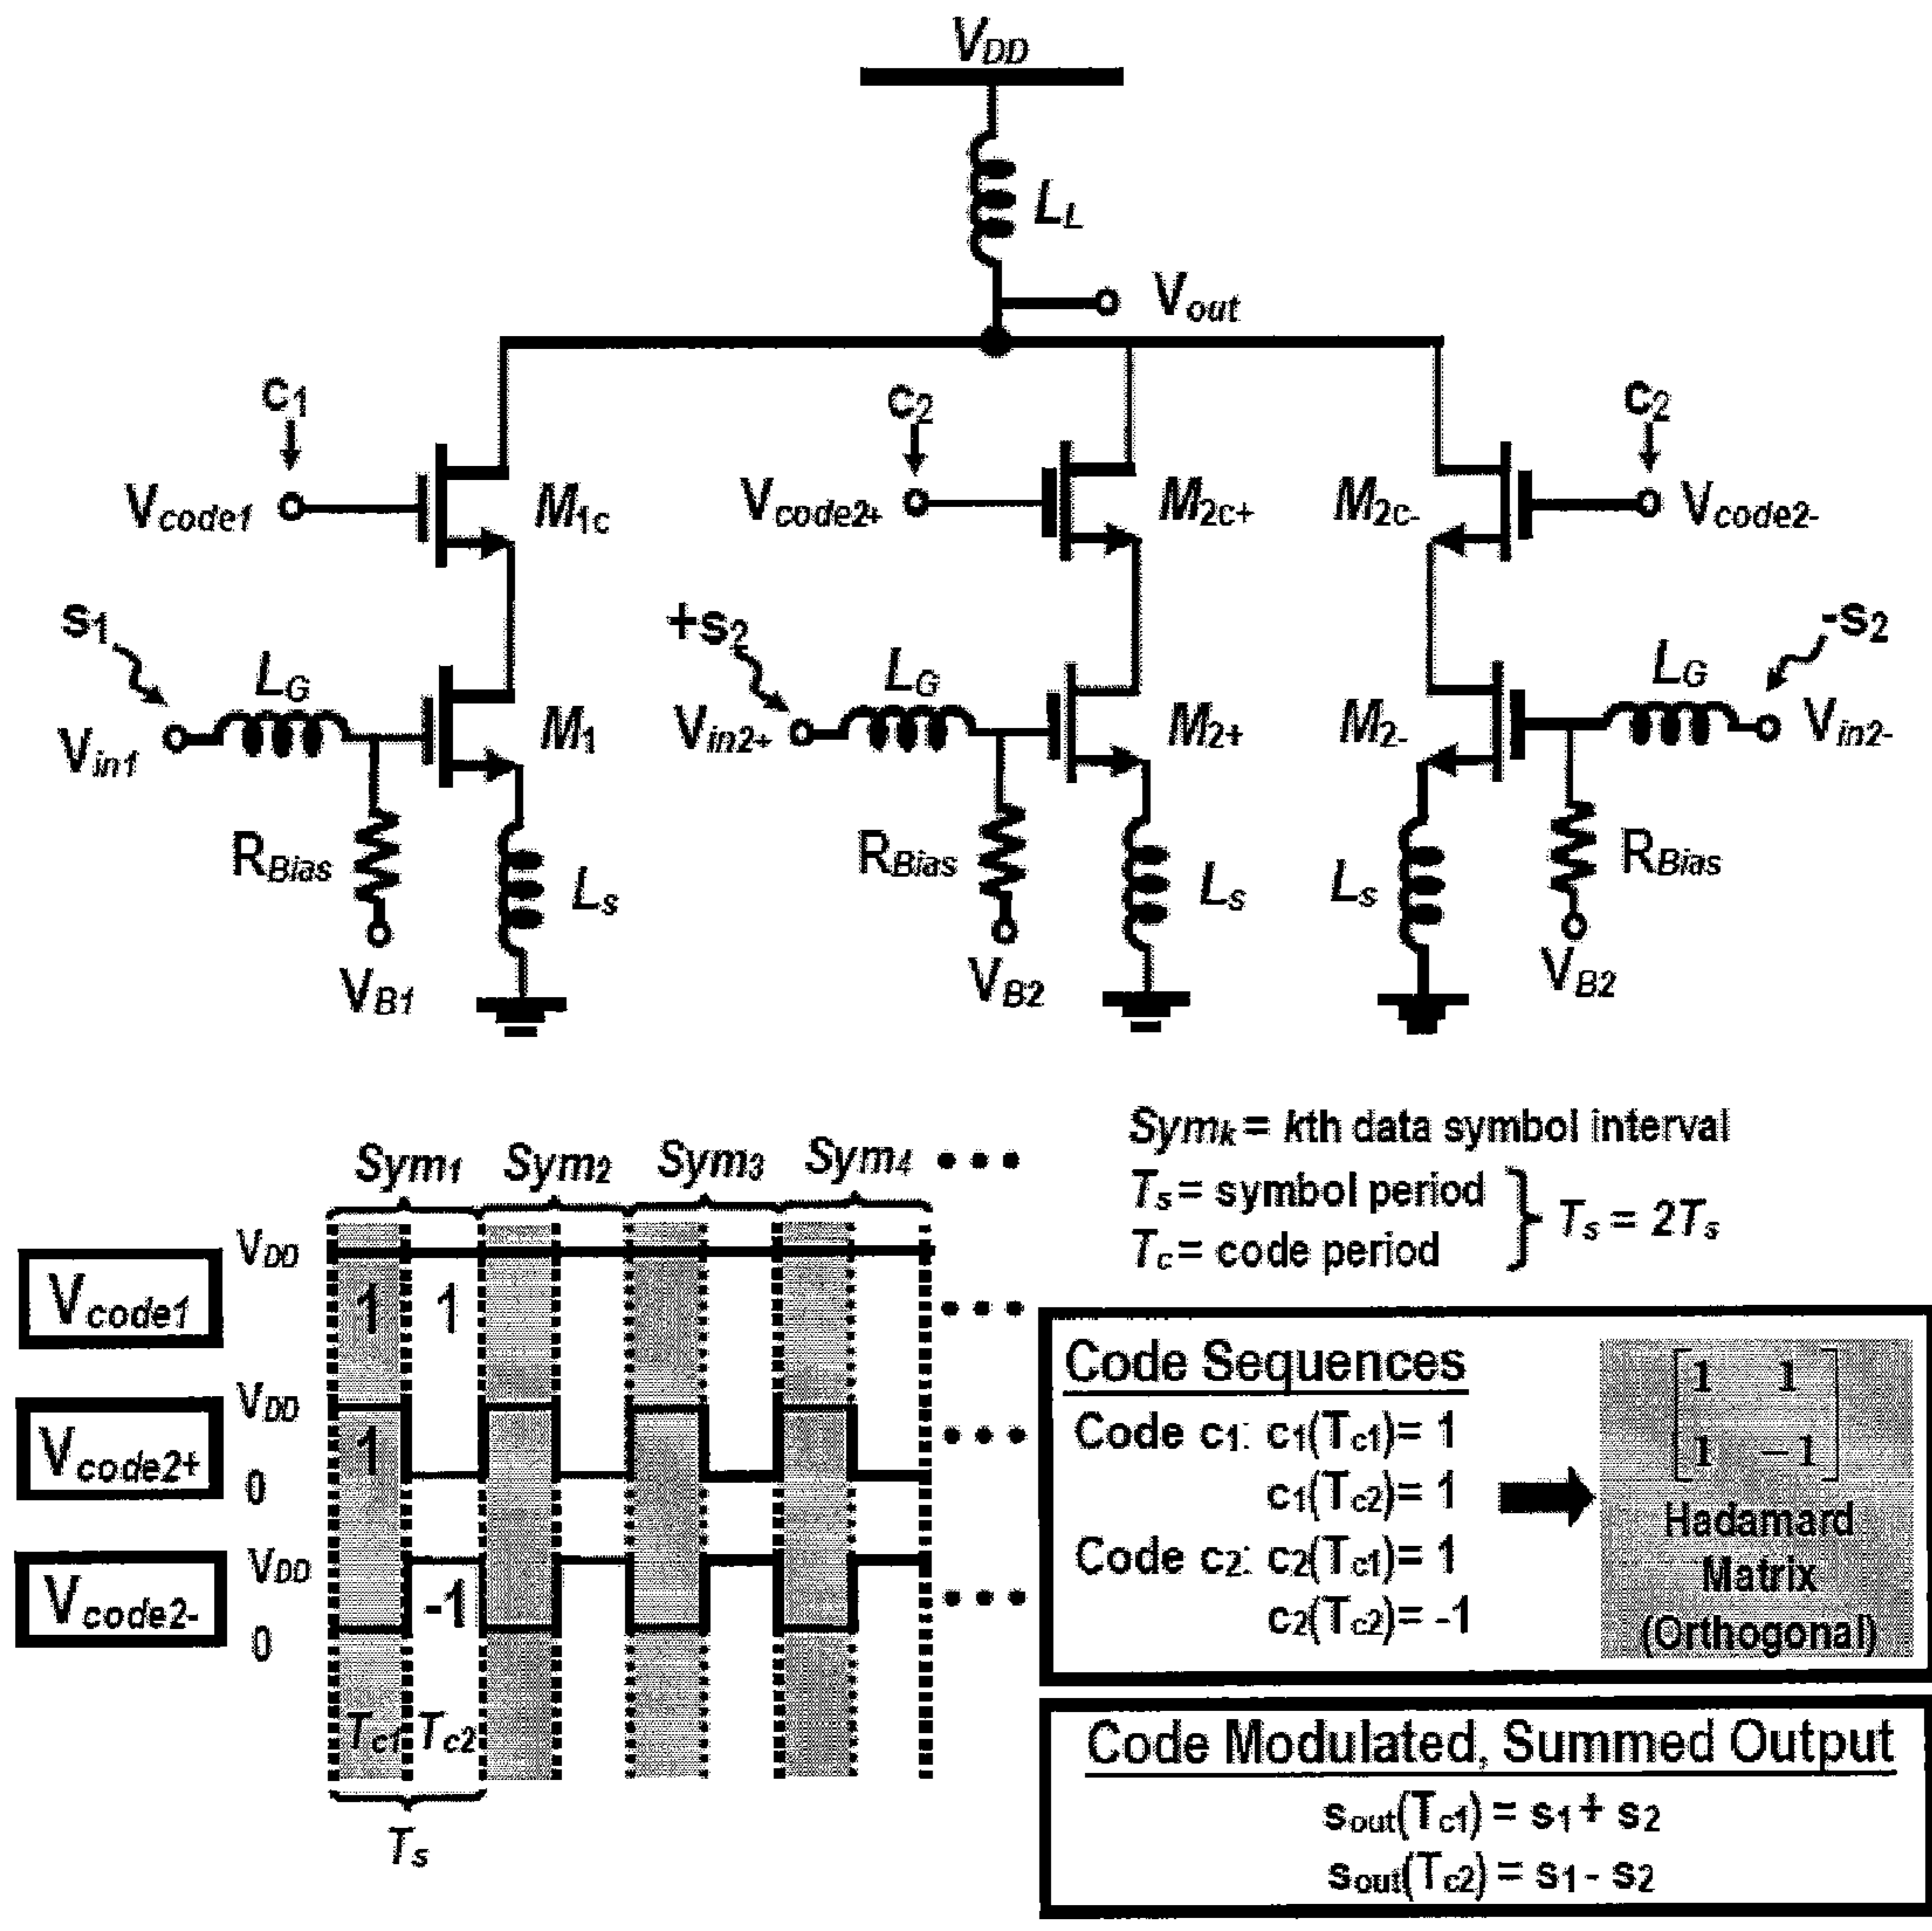 VDD
LL
Vout
c1
c2
c2
Vcode1
M1c
Vcode2+
M2c+
M2c-
Vcode2-
s1
+s2
-s2
LG
LG
LG
Vin1
M1
Vin2+
M2+
M2-
Vin2-
RBias
Ls
RBias
Ls
Ls
RBias
VB1
VB2
VB2
Symk = kth data symbol interval
Ts = symbol period
Tc = code period
Ts = 2Ts
Sym1 Sym2 Sym3 Sym4 •••
Vcode1
VDD
1 1
•••
Vcode2+
VDD
1
0
•••
Vcode2-
VDD
-1
0
•••
Tc1 Tc2
Ts
Code Sequences
Code c1: c1(Tc1)= 1
c1(Tc2)= 1
Code c2: c2(Tc1)= 1
c2(Tc2)= -1
1 1
1 −1
Hadamard
Matrix
(Orthogonal)
Code Modulated, Summed Output
sout(Tc1) = s1 + s2
sout(Tc2) = s1 - s2